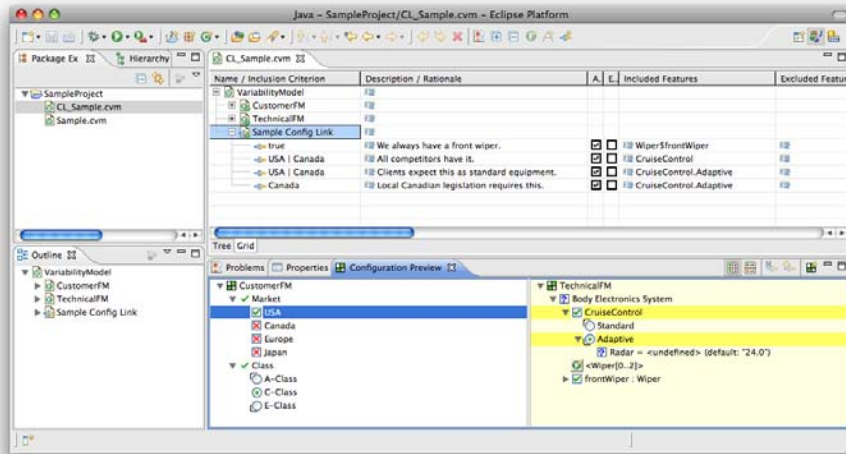 Java – SampleProject/CL_Sample.cvm – Eclipse Platform
Package Ex
Hierarchy
SampleProject
CL_Sample.cvm
Sample.cvm
CL_Sample.cvm
Name / Inclusion Criterion Description / Rationale A. E. Included Features Excluded Featur
VariabilityModel
CustomerFM
TechnicalFM
Sample Config Link
true We always have a front wiper. Wiper$frontWiper
USA | Canada All competitors have it. CruiseControl
USA | Canada Clients expect this as standard equipment. CruiseControl.Adaptive
Canada Local Canadian legislation requires this. CruiseControl.Adaptive
Tree Grid
Outline
VariabilityModel
CustomerFM
TechnicalFM
Sample Config Link
Problems Properties Configuration Preview
CustomerFM
Market
USA
Canada
Europe
Japan
Class
A-Class
C-Class
E-Class
TechnicalFM
Body Electronics System
CruiseControl
Standard
Adaptive
Radar = <undefined> (default: "24.0")
<Wiper[0..2]>
frontWiper : Wiper